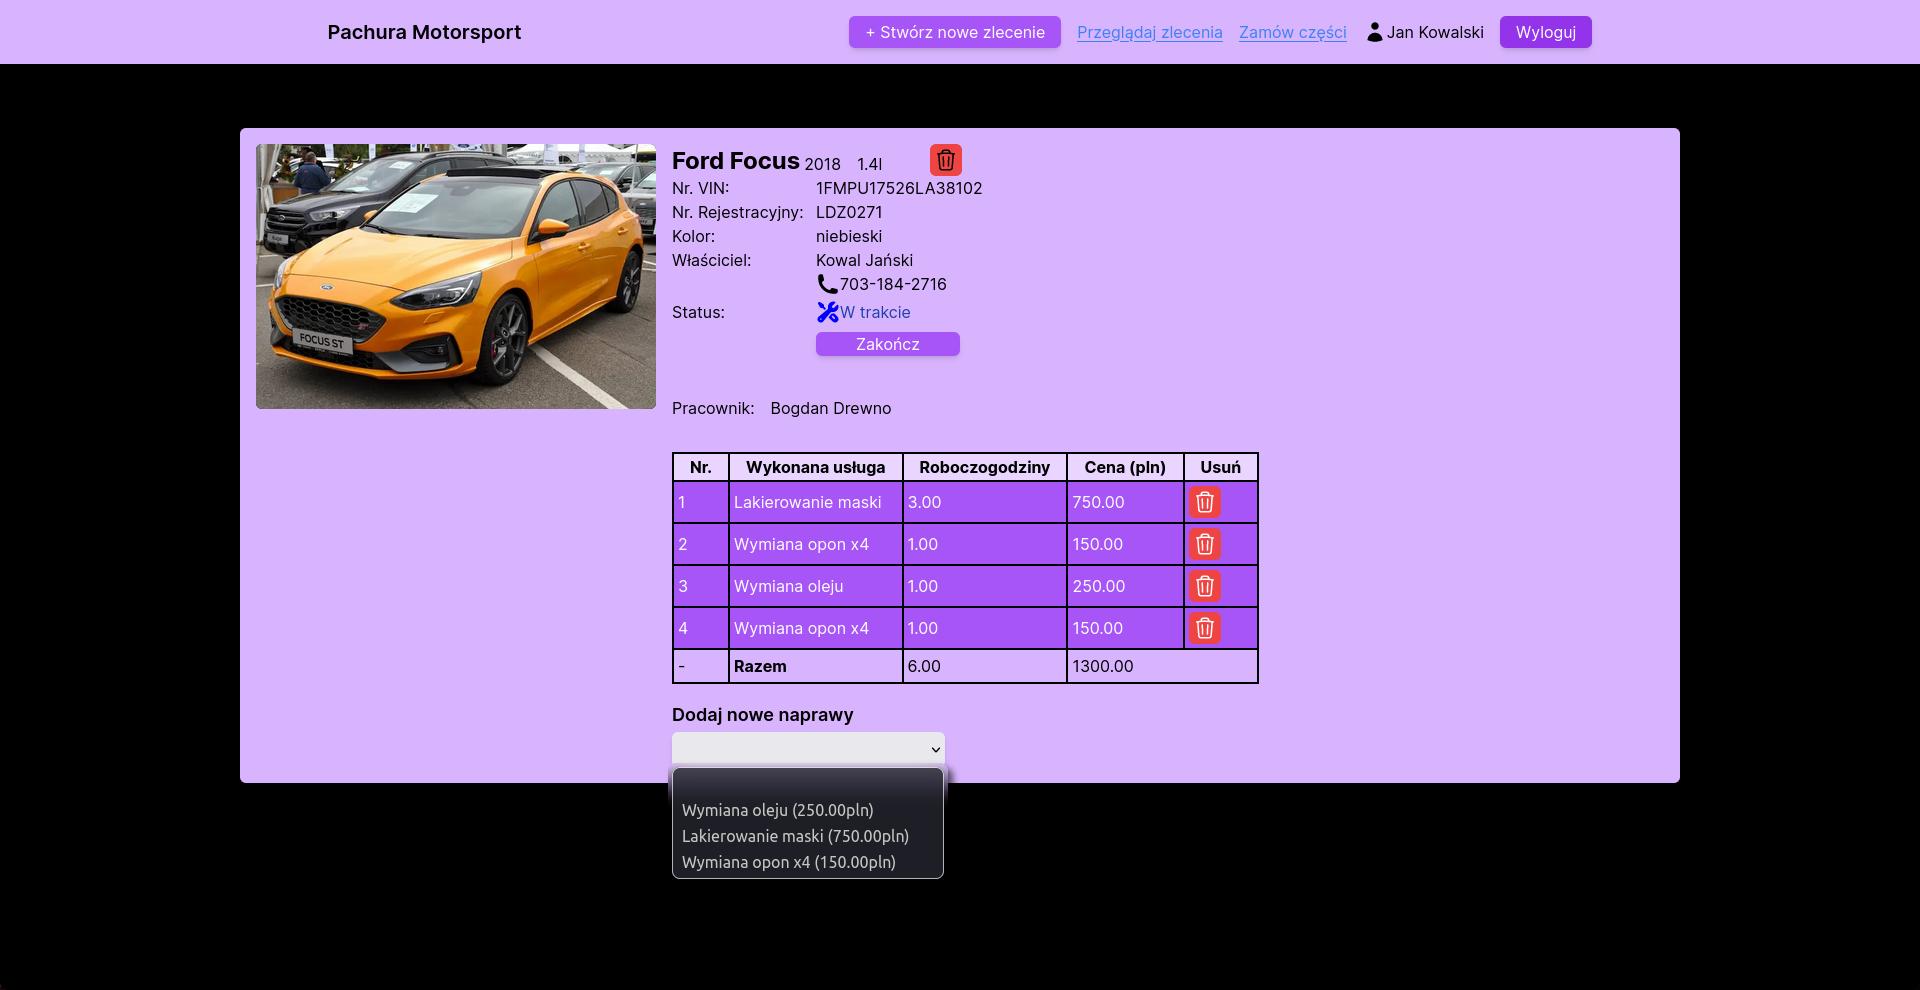 Pachura Motorsport
+ Stwórz nowe zlecenie Przeglądaj zlecenia Zamów części Jan Kowalski Wyloguj
Ford Focus 2018 1.4l
Nr. VIN: 1FMPU17526LA38102
Nr. Rejestracyjny: LDZ0271
Kolor: niebieski
Właściciel: Kowal Jański
703-184-2716
Status: W trakcie
Zakończ
FOCUS ST
Pracownik: Bogdan Drewno
Nr. Wykonana usługa Roboczogodziny Cena (pln) Usuń
1 Lakierowanie maski 3.00 750.00
2 Wymiana opon x4 1.00 150.00
3 Wymiana oleju 1.00 250.00
4 Wymiana opon x4 1.00 150.00
- Razem 6.00 1300.00
Dodaj nowe naprawy
Wymiana oleju (250.00pln)
Lakierowanie maski (750.00pln)
Wymiana opon x4 (150.00pln)